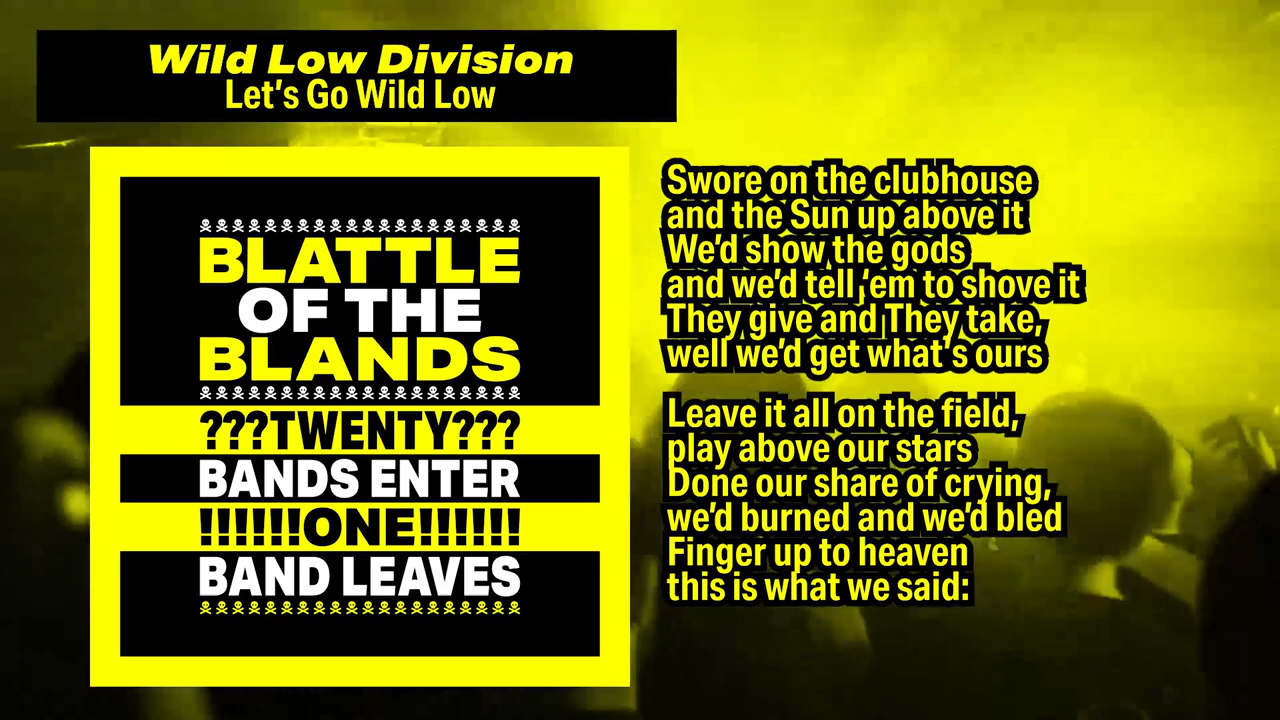 Wild Low Division
Let's Go Wild Low
BLATTLE
OF THE
BLANDS
???TWENTY???
BANDS ENTER
!!!!!!ONE!!!!!!
BAND LEAVES
Swore on the clubhouse
and the Sun up above it
We'd show the gods
and we'd tell 'em to shove it
They give and They take,
well we'd get what's ours
Leave it all on the field,
play above our stars
Done our share of crying,
we'd burned and we'd bled
Finger up to heaven
this is what we said: